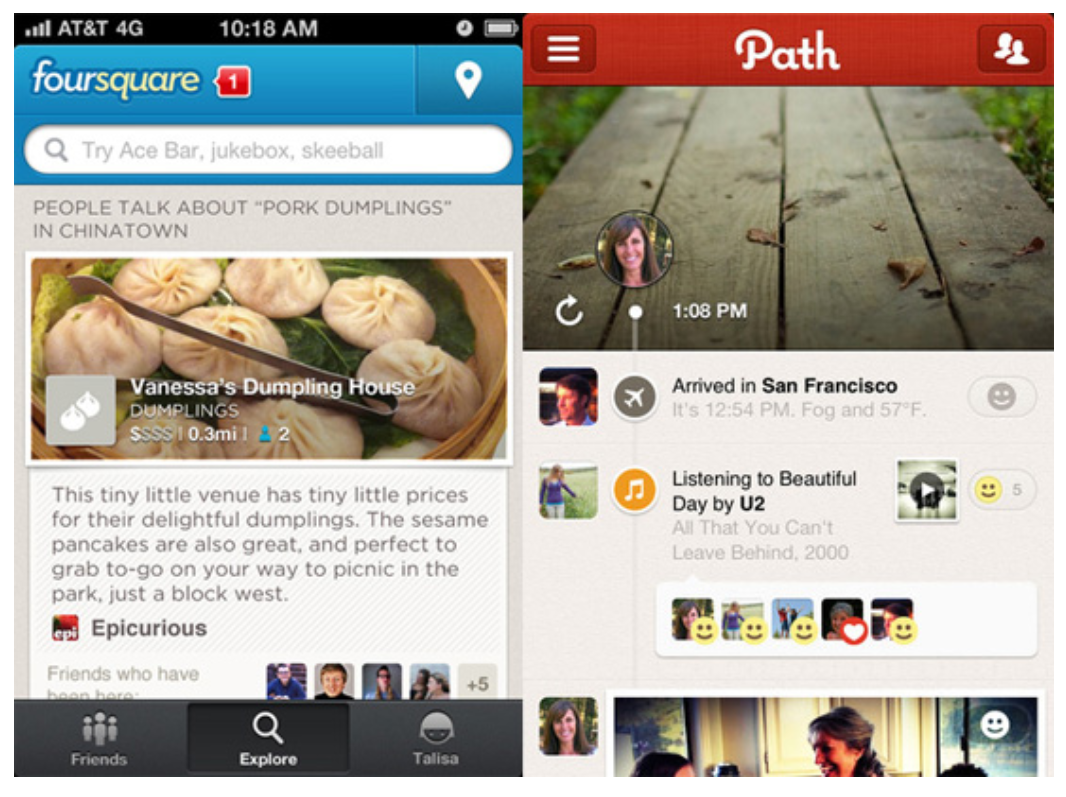 AT&T 4G 10:18 AM
foursquare 1
Try Ace Bar, jukebox, skeeball
PEOPLE TALK ABOUT “PORK DUMPLINGS”
IN CHINATOWN
Vanessa's Dumpling House
DUMPLINGS
$$$$ | 0.3mi | 2
This tiny little venue has tiny little prices
for their delightful dumplings. The sesame
pancakes are also great, and perfect to
grab to-go on your way to picnic in the
park, just a block west.
epi Epicurious
Friends who have
been here:
+5
Friends Explore Talisa
Path
1:08 PM
Arrived in San Francisco
It's 12:54 PM. Fog and 57°F.
Listening to Beautiful
Day by U2
5
All That You Can't
Leave Behind, 2000